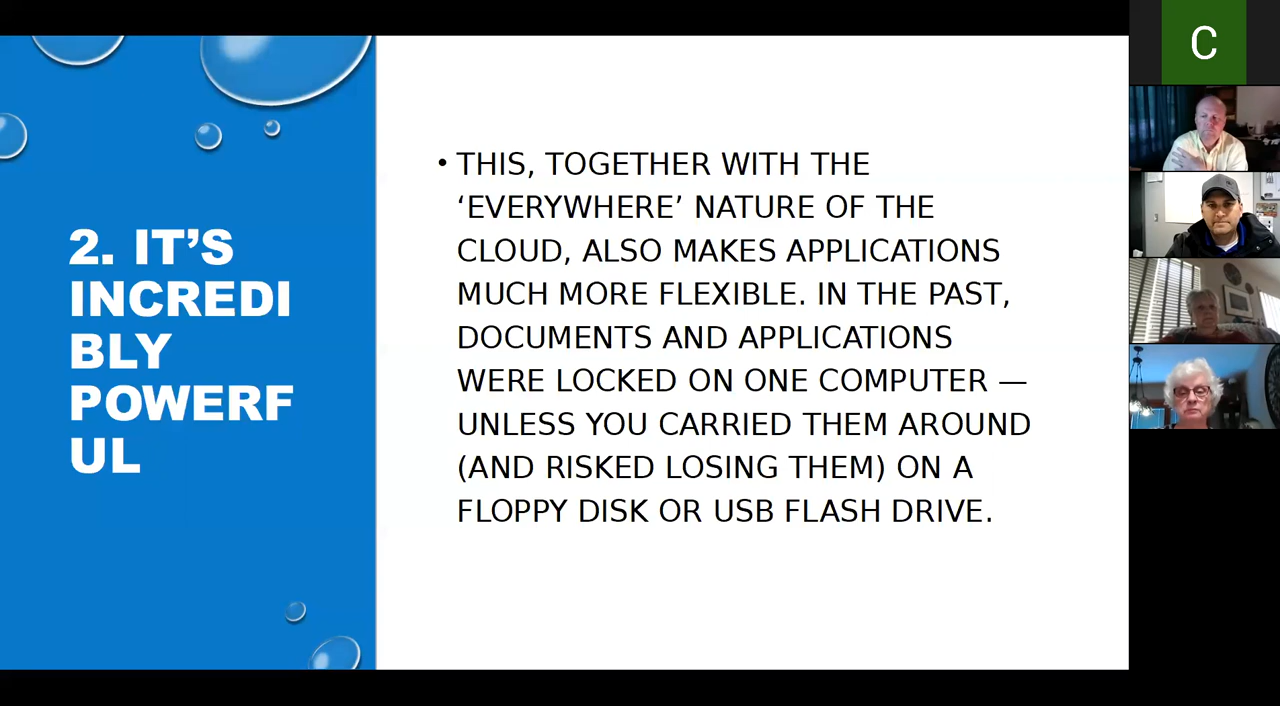 2. IT’S
INCREDI
BLY
POWERF
UL
• THIS, TOGETHER WITH THE
‘EVERYWHERE’ NATURE OF THE
CLOUD, ALSO MAKES APPLICATIONS
MUCH MORE FLEXIBLE. IN THE PAST,
DOCUMENTS AND APPLICATIONS
WERE LOCKED ON ONE COMPUTER —
UNLESS YOU CARRIED THEM AROUND
(AND RISKED LOSING THEM) ON A
FLOPPY DISK OR USB FLASH DRIVE.
C